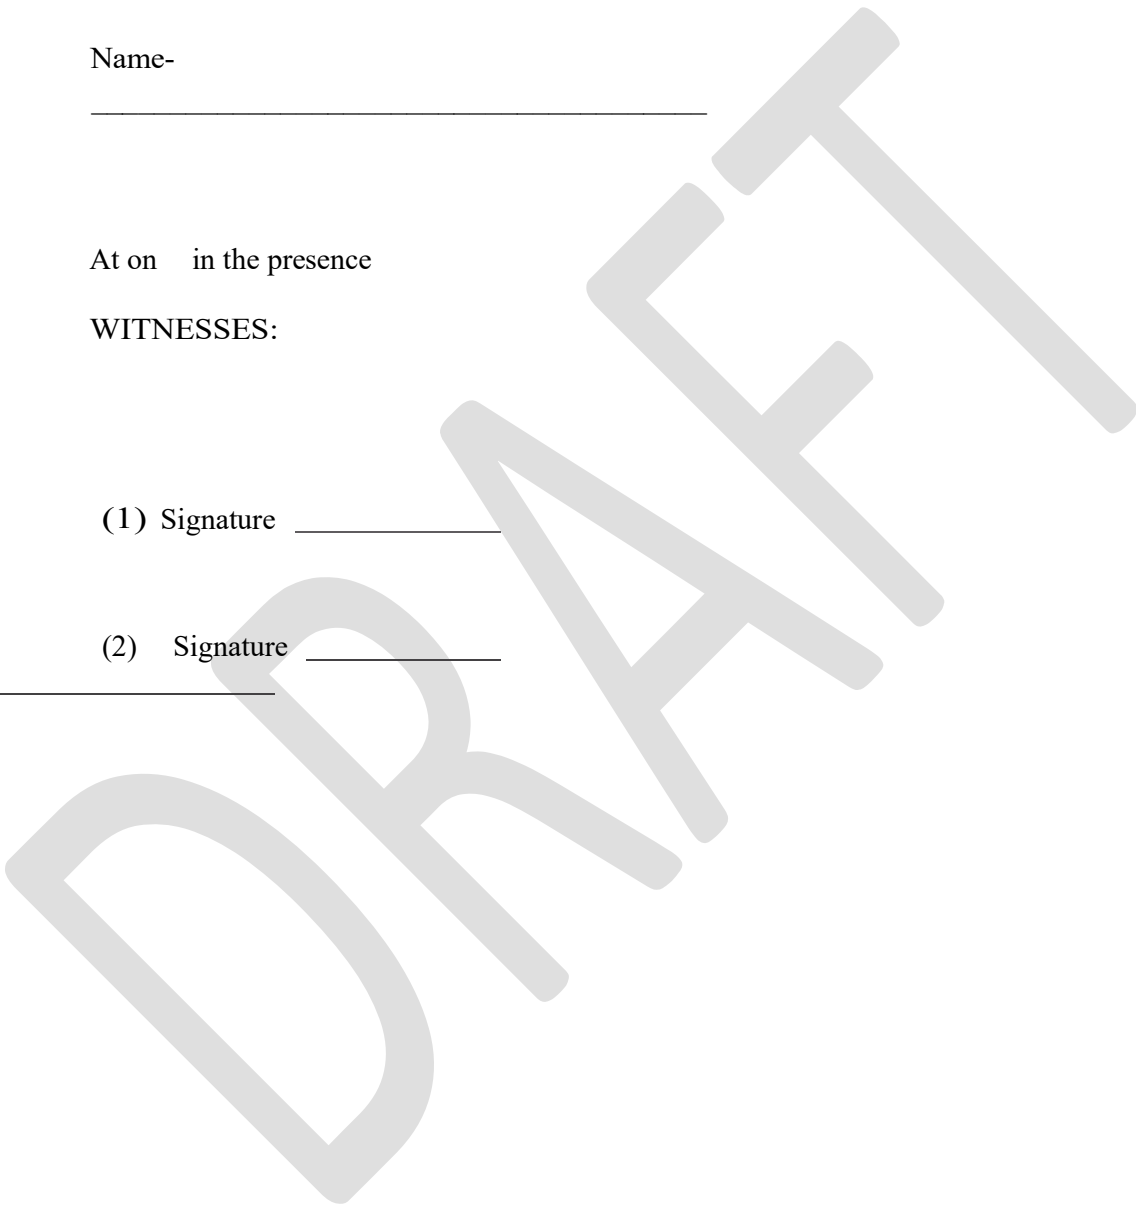 Name-
At on in the presence
WITNESSES:
(1) Signature
(2) Signature
DRAFT